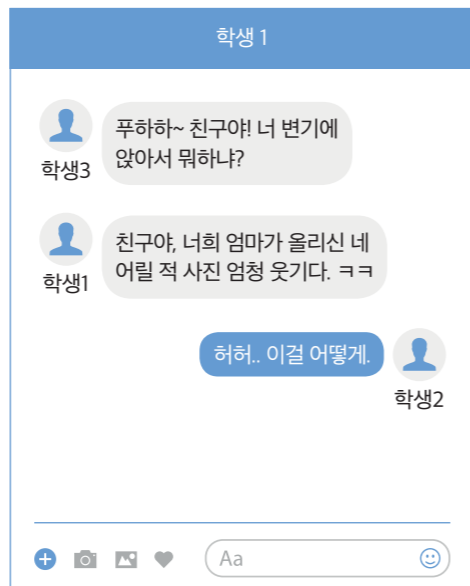 학생 1
푸하하~ 친구야! 너 변기에
앉아서 뭐하냐?
학생3
친구야, 너희 엄마가 올리신 네
어릴 적 사진 엄청 웃기다. ㅋㅋ
학생1
허허.. 이걸 어떻게.
학생2
Aa